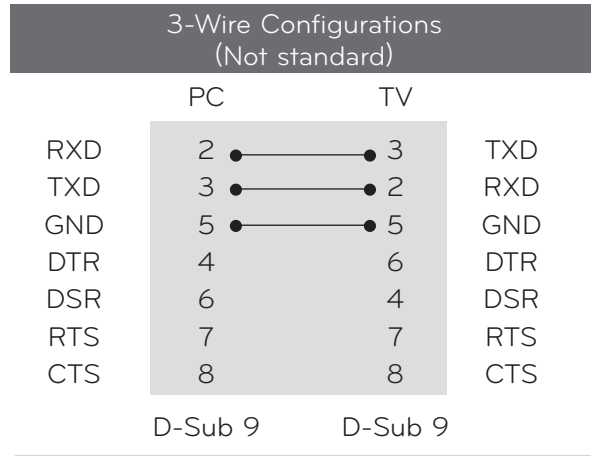 3-Wire Configurations
(Not standard)
PC TV
RXD 2 3 TXD
TXD 3 2 RXD
GND 5 5 GND
DTR 4 6 DTR
DSR 6 4 DSR
RTS 7 7 RTS
CTS 8 8 CTS
D-Sub 9 D-Sub 9